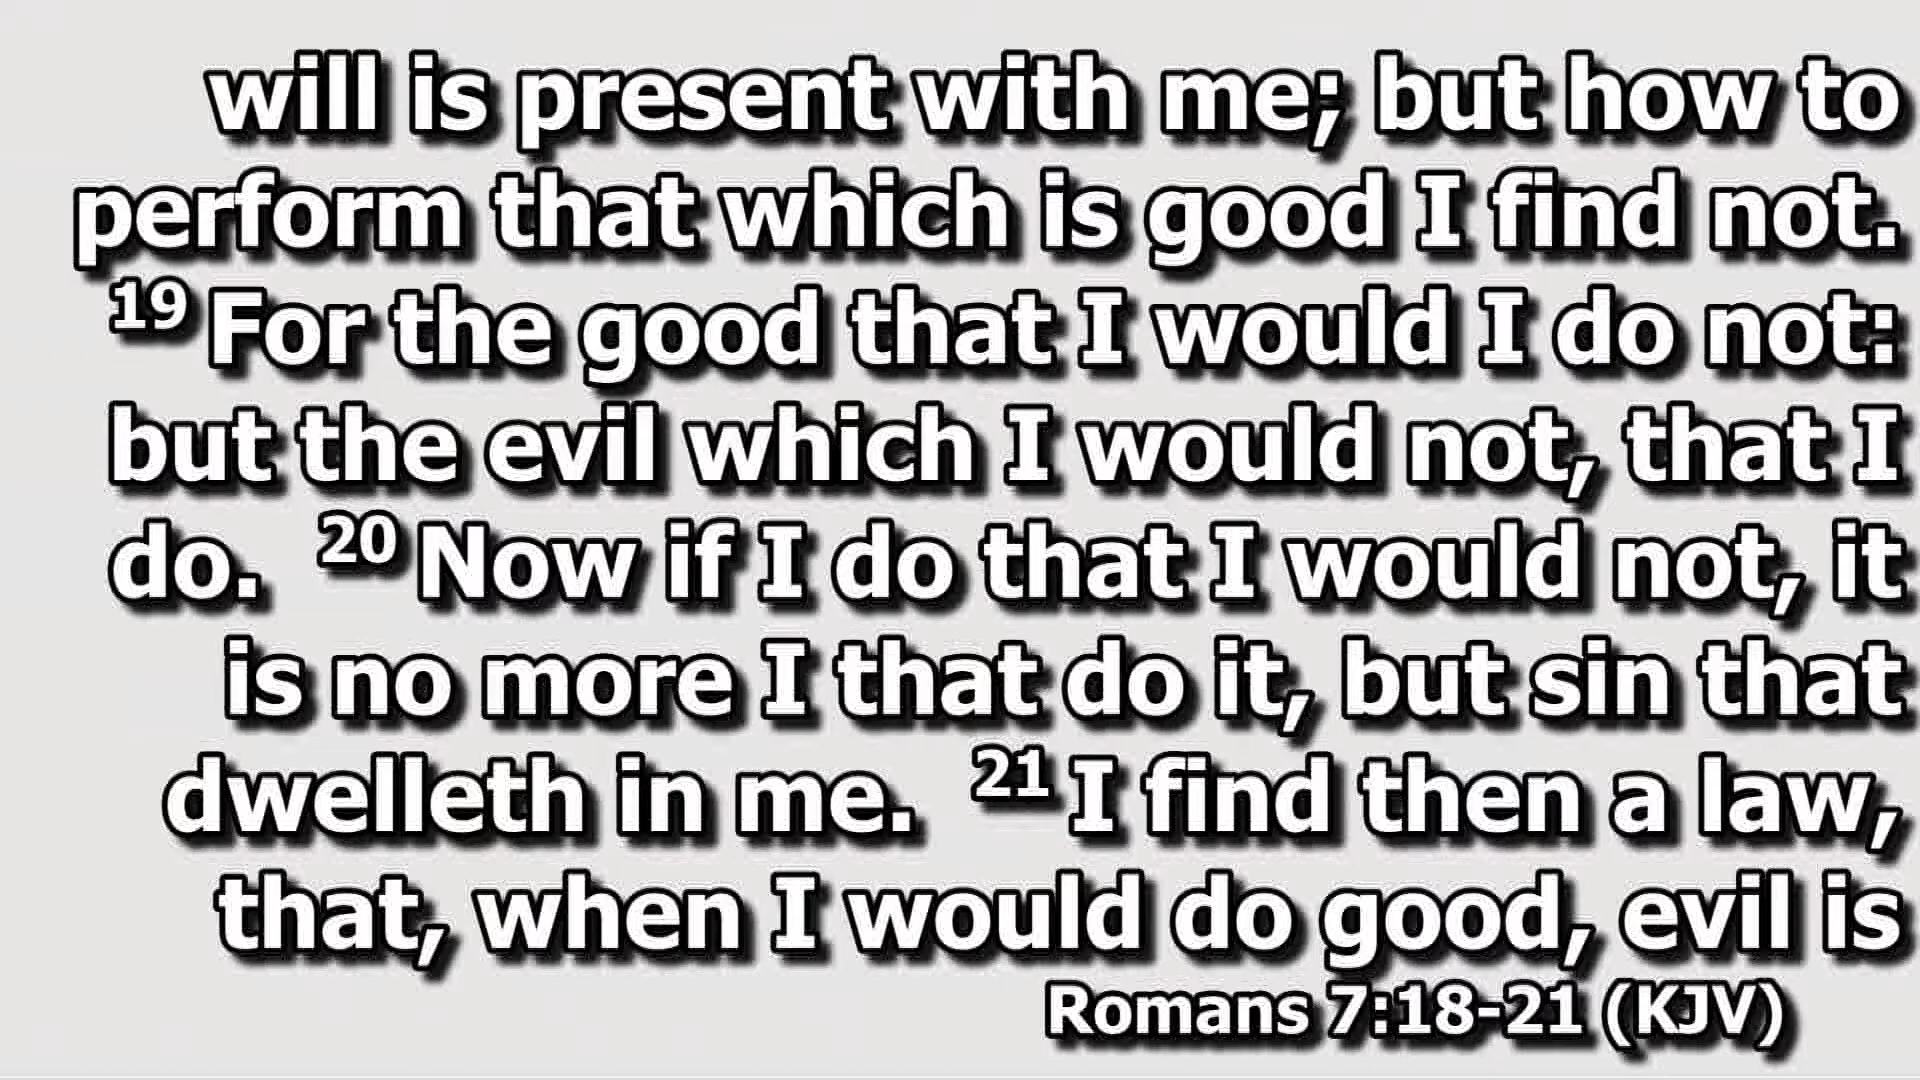 will is present with me; but how to
perform that which is good I find not.
19 For the good that I would I do not:
but the evil which I would not, that I
do. 20 Now if I do that I would not, it
is no more I that do it, but sin that
dwelleth in me. 21 I find then a law,
that, when I would do good, evil is
Romans 7:18-21 (KJV)